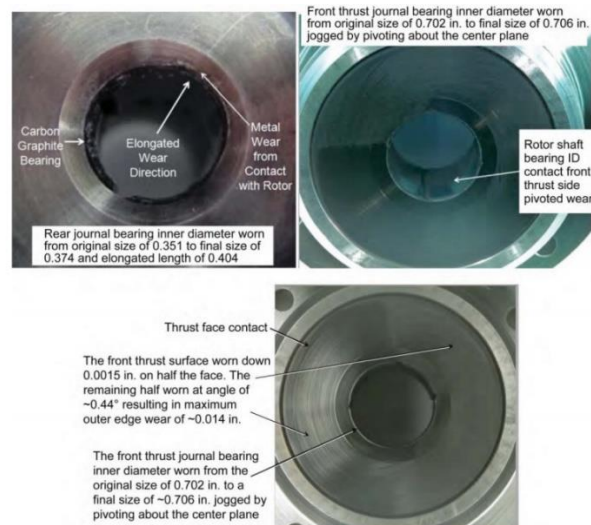 Carbon
Graphite
Bearing
Elongated
Wear
Direction
Metal
Wear
from
Contact
with Rotor
Rear journal bearing inner diameter worn
from original size of 0.351 to final size of
0.374 and elongated length of 0.404
Front thrust journal bearing inner diameter worn
from original size of 0.702 in. to final size of 0.706 in.
jogged by pivoting about the center plane
Rotor shaft
bearing ID
contact front
thrust side
pivoted wear
Thrust face contact
The front thrust surface worn down
0.0015 in. on half the face. The
remaining half worn at angle of
~0.44° resulting in maximum
outer edge wear of ~0.014 in.
The front thrust journal bearing
inner diameter worn from the
original size of 0.702 in. to a
final size of ~0.706 in. jogged by
pivoting about the center plane